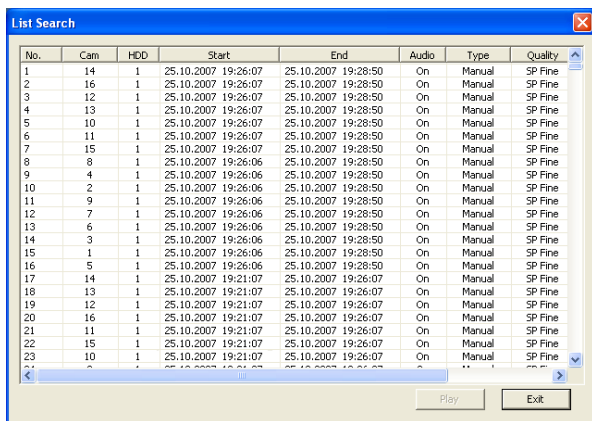 List Search
No. Cam HDD Start End Audio Type Quality
1 14 1 25.10.2007 19:26:07 25.10.2007 19:28:50 On Manual SP Fine
2 16 1 25.10.2007 19:26:07 25.10.2007 19:28:50 On Manual SP Fine
3 12 1 25.10.2007 19:26:07 25.10.2007 19:28:50 On Manual SP Fine
4 13 1 25.10.2007 19:26:07 25.10.2007 19:28:50 On Manual SP Fine
5 10 1 25.10.2007 19:26:07 25.10.2007 19:28:50 On Manual SP Fine
6 11 1 25.10.2007 19:26:07 25.10.2007 19:28:50 On Manual SP Fine
7 15 1 25.10.2007 19:26:07 25.10.2007 19:28:50 On Manual SP Fine
8 8 1 25.10.2007 19:26:06 25.10.2007 19:28:50 On Manual SP Fine
9 4 1 25.10.2007 19:26:06 25.10.2007 19:28:50 On Manual SP Fine
10 2 1 25.10.2007 19:26:06 25.10.2007 19:28:50 On Manual SP Fine
11 9 1 25.10.2007 19:26:06 25.10.2007 19:28:50 On Manual SP Fine
12 7 1 25.10.2007 19:26:06 25.10.2007 19:28:50 On Manual SP Fine
13 6 1 25.10.2007 19:26:06 25.10.2007 19:28:50 On Manual SP Fine
14 3 1 25.10.2007 19:26:06 25.10.2007 19:28:50 On Manual SP Fine
15 1 1 25.10.2007 19:26:06 25.10.2007 19:28:50 On Manual SP Fine
16 5 1 25.10.2007 19:26:06 25.10.2007 19:28:50 On Manual SP Fine
17 14 1 25.10.2007 19:21:07 25.10.2007 19:26:07 On Manual SP Fine
18 13 1 25.10.2007 19:21:07 25.10.2007 19:26:07 On Manual SP Fine
19 12 1 25.10.2007 19:21:07 25.10.2007 19:26:07 On Manual SP Fine
20 16 1 25.10.2007 19:21:07 25.10.2007 19:26:07 On Manual SP Fine
21 11 1 25.10.2007 19:21:07 25.10.2007 19:26:07 On Manual SP Fine
22 15 1 25.10.2007 19:21:07 25.10.2007 19:26:07 On Manual SP Fine
23 10 1 25.10.2007 19:21:07 25.10.2007 19:26:07 On Manual SP Fine
Play Exit